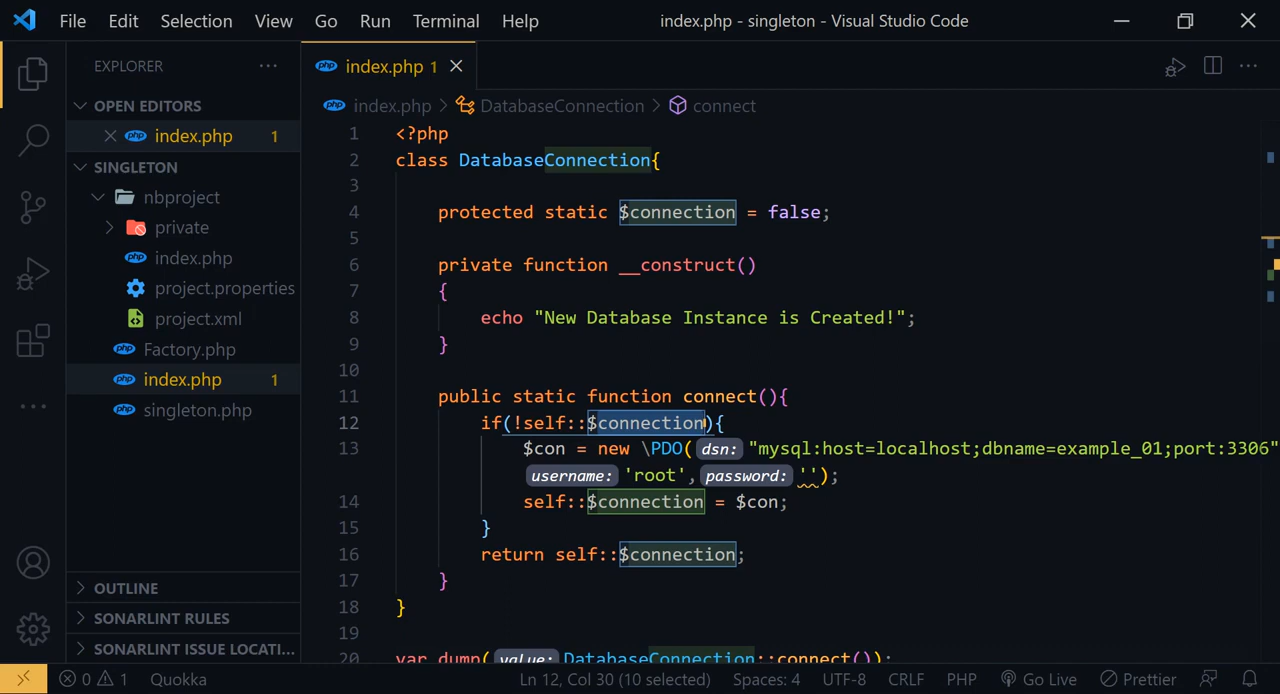 File Edit Selection View Go Run Terminal Help index.php - singleton - Visual Studio Code
EXPLORER
php index.php 1
OPEN EDITORS
php index.php 1
SINGLETON
nbproject
private
php index.php
project.properties
project.xml
php Factory.php
php index.php 1
php singleton.php
OUTLINE
SONARLINT RULES
SONARLINT ISSUE LOCATI...
php index.php > DatabaseConnection > connect
1 <?php
2 class DatabaseConnection{
3
4 protected static $connection = false;
5
6 private function __construct()
7 {
8 echo "New Database Instance is Created!";
9 }
10
11 public static function connect(){
12 if(!self::$connection){
13 $con = new \PDO( dsn: "mysql:host=localhost;dbname=example_01;port:3306"
username: 'root', password: '');
14 self::$connection = $con;
15 }
16 return self::$connection;
17 }
18 }
19
20 var_dump( value: DatabaseConnection::connect());
0 1 Quokka Ln 12, Col 30 (10 selected) Spaces: 4 UTF-8 CRLF PHP Go Live Prettier